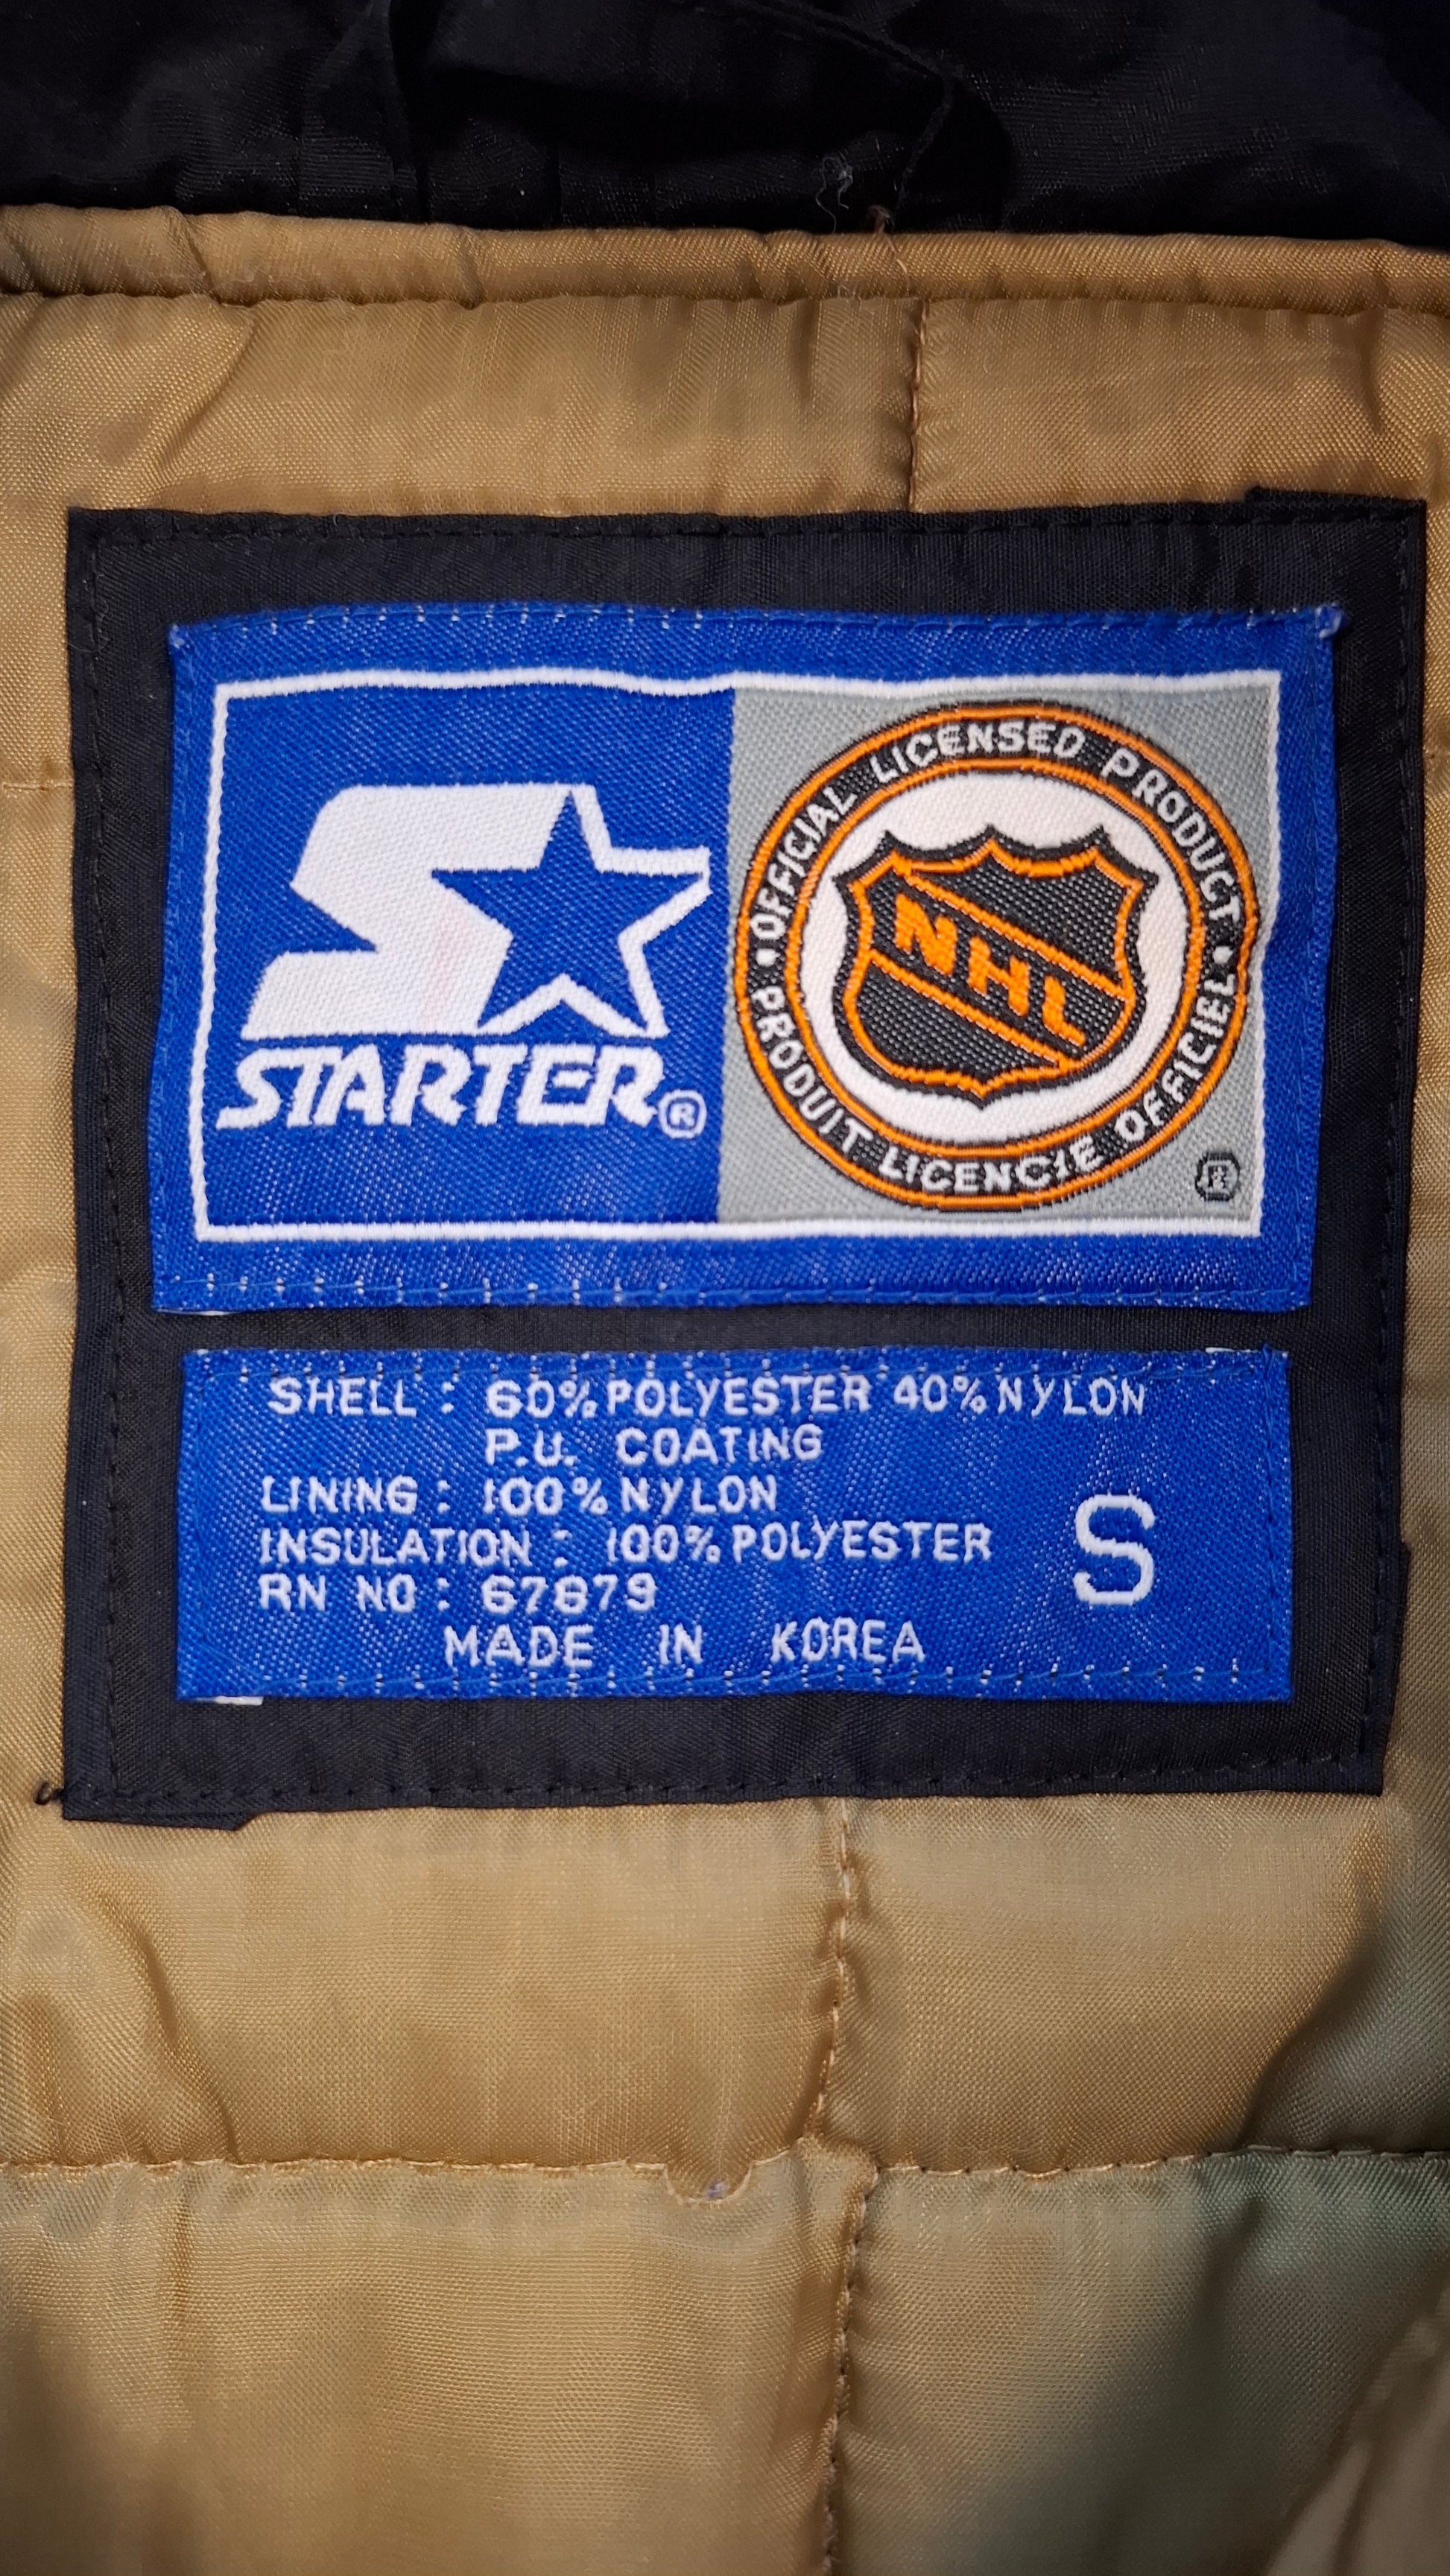 STARTER®
OFFICIAL LICENSED PRODUCT
NHL
PRODUIT LICENCIE OFFICIEL
®
SHELL : 60% POLYESTER 40% NYLON
P.U. COATING
LINING : 100% NYLON
INSULATION : 100% POLYESTER
S
RN NO : 67879
MADE IN KOREA